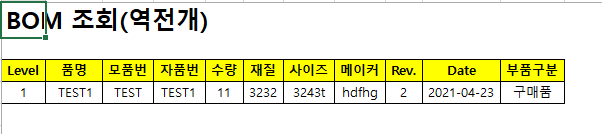 BOM 조회(역전개)
Level 품명 모품번 자품번 수량 재질 사이즈 메이커 Rev. Date 부품구분
1 TEST1 TEST TEST1 11 3232 3243t hdfhg 2 2021-04-23 구매품